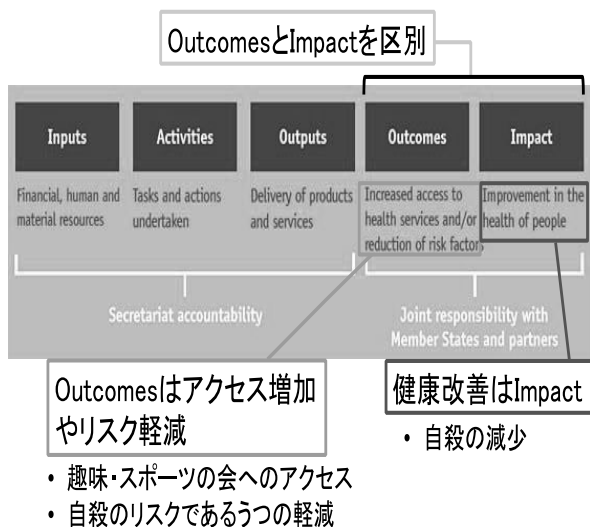 OutcomesとImpactを区別
Inputs
Activities
Outputs
Outcomes
Impact
Financial, human and
material resources
Tasks and actions
undertaken
Delivery of products
and services
Increased access to
health services and/or
reduction of risk factors
Improvement in the
health of people
Secretariat accountability
Joint responsibility with
Member States and partners
Outcomesはアクセス増加
やリスク軽減
• 趣味・スポーツの会へのアクセス
• 自殺のリスクであるうつの軽減
健康改善はImpact
• 自殺の減少